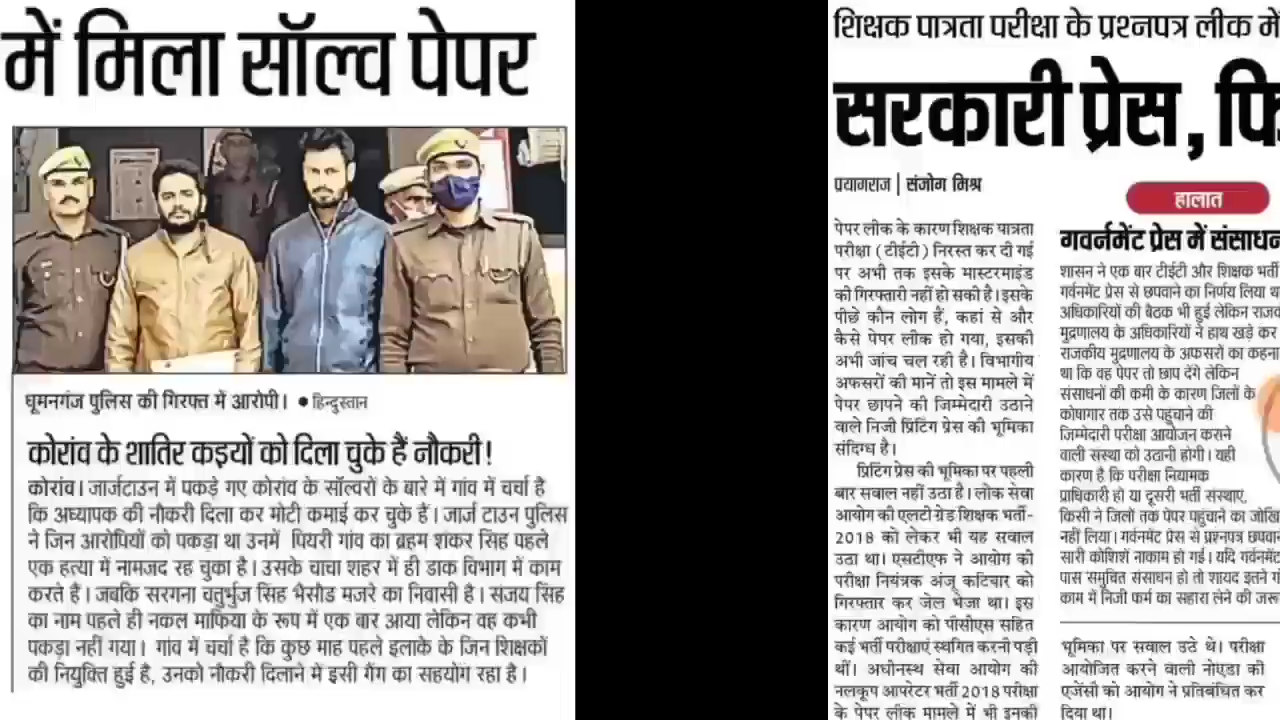 में मिला सॉल्व पेपर
धूमनगंज पुलिस की गिरफ्त में आरोपी। ● हिन्दुस्तान
कोरांव के शातिर कइयों को दिला चुके हैं नौकरी!
कोरांव। जार्जटाउन में पकड़े गए कोरांव के सॉल्वरों के बारे में गांव में चर्चा है
कि अध्यापक की नौकरी दिला कर मोटी कमाई कर चुके हैं। जार्ज टाउन पुलिस
ने जिन आरोपियों को पकड़ा था उनमें पियरी गांव का ब्रहम शंकर सिंह पहले
एक हत्या में नामजद रह चुका है। उसके चाचा शहर में ही डाक विभाग में काम
करते हैं। जबकि सरगना चतुर्भुज सिंह भैसौड मजरे का निवासी है। संजय सिंह
का नाम पहले ही नकल माफिया के रूप में एक बार आया लेकिन वह कभी
पकड़ा नहीं गया। गांव में चर्चा है कि कुछ माह पहले इलाके के जिन शिक्षकों
की नियुक्ति हुई है, उनको नौकरी दिलाने में इसी गैंग का सहयोग रहा है।
शिक्षक पात्रता परीक्षा के प्रश्नपत्र लीक में
सरकारी प्रेस, फि
प्रयागराज | संजोग मिश्र
पेपर लीक के कारण शिक्षक पात्रता
परीक्षा (टीईटी) निरस्त कर दी गई
पर अभी तक इसके मास्टरमाइंड
की गिरफ्तारी नहीं हो सकी है। इसके
पीछे कौन लोग हैं, कहां से और
कैसे पेपर लीक हो गया, इसकी
अभी जांच चल रही है। विभागीय
अफसरों की मानें तो इस मामले में
पेपर छापने की जिम्मेदारी उठाने
वाले निजी प्रिटिंग प्रेस की भूमिका
संदिग्ध है।
प्रिटिंग प्रेस की भूमिका पर पहली
बार सवाल नहीं उठा है। लोक सेवा
आयोग की एलटी ग्रेड शिक्षक भर्ती-
2018 को लेकर भी यह सवाल
उठा था। एसटीएफ ने आयोग की
परीक्षा नियंत्रक अंजू कटियार को
गिरफ्तार कर जेल भेजा था। इस
कारण आयोग को पीसीएस सहित
कई भर्ती परीक्षाएं स्थगित करनी पड़ी
थीं। अधीनस्थ सेवा आयोग की
नलकूप आपरेटर भर्ती 2018 परीक्षा
के पेपर लीक मामले में भी इनकी
हालात
गवर्नमेंट प्रेस में संसाधन
शासन ने एक बार टीईटी और शिक्षक भर्ती
गर्वनमेंट प्रेस से छपवाने का निर्णय लिया था
अधिकारियों की बैठक भी हुई लेकिन राजक
मुद्रणालय के अधिकारियों ने हाथ खड़े कर
राजकीय मुद्रणालय के अफसरों का कहना
था कि वह पेपर तो छाप देंगे लेकिन
संसाधनों की कमी के कारण जिलों के
कोषागार तक उसे पहुंचाने की
जिम्मेदारी परीक्षा आयोजन कराने
वाली संस्था को उठानी होगी। यही
कारण है कि परीक्षा नियामक
प्राधिकारी हो या दूसरी भर्ती संस्थाएं,
किसी ने जिलों तक पेपर पहुंचाने का जोखि
नहीं लिया। गर्वनमेंट प्रेस से प्रश्नपत्र छपवान
सारी कोशिशें नाकाम हो गई। यदि गर्वनमेंट
पास समुचित संसाधन हो तो शायद इतने गो
काम में निजी फर्म का सहारा लेने की जरू
भूमिका पर सवाल उठे थे। परीक्षा
आयोजित करने वाली नोएडा की
एजेंसी को आयोग ने प्रतिबंधित कर
दिया था।